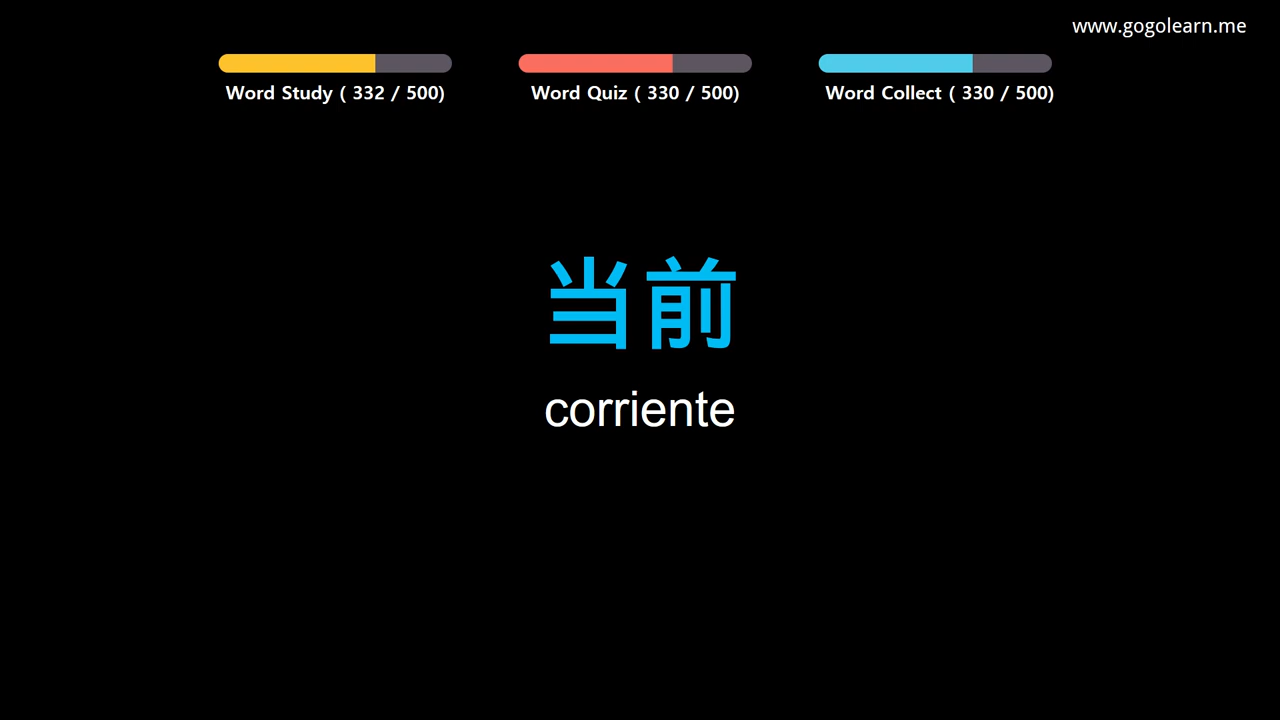 www.gogolearn.me
Word Study ( 332 / 500)
Word Quiz ( 330 / 500)
Word Collect ( 330 / 500)
当前
corriente